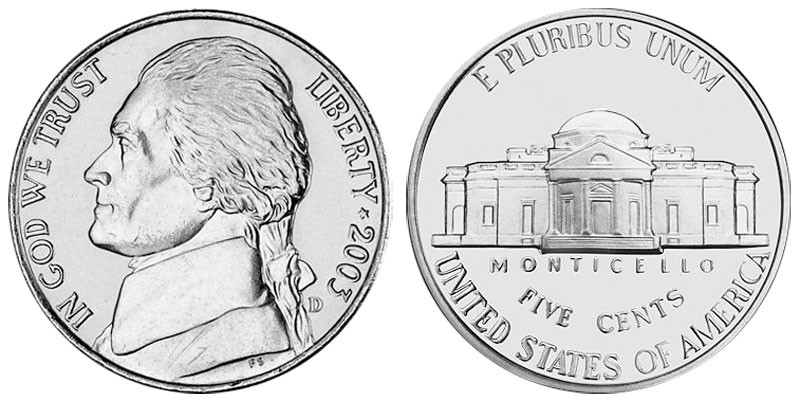 IN GOD WE TRUST
LIBERTY ★ 2003
D
FS
E PLURIBUS UNUM
MONTICELLO
FIVE CENTS
UNITED STATES OF AMERICA